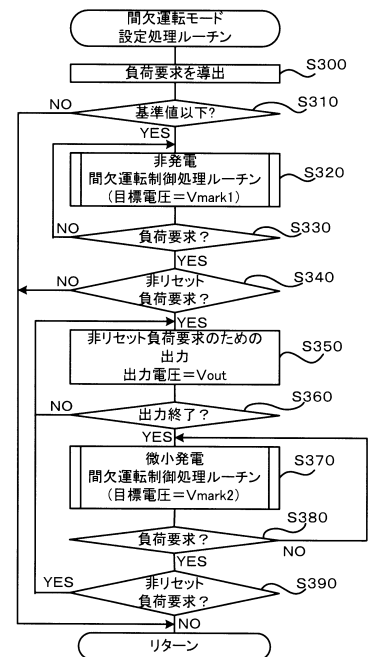 間欠運転モード
設定処理ルーチン
負荷要求を導出
S300
NO
基準値以下?
S310
YES
非発電
間欠運転制御処理ルーチン
(目標電圧=Vmark1)
S320
NO
負荷要求?
S330
YES
NO
非リセット
負荷要求?
S340
YES
非リセット負荷要求のための
出力
出力電圧=Vout
S350
NO
出力終了?
S360
YES
微小発電
間欠運転制御処理ルーチン
(目標電圧=Vmark2)
S370
負荷要求?
S380
NO
YES
YES
非リセット
負荷要求?
S390
NO
リターン